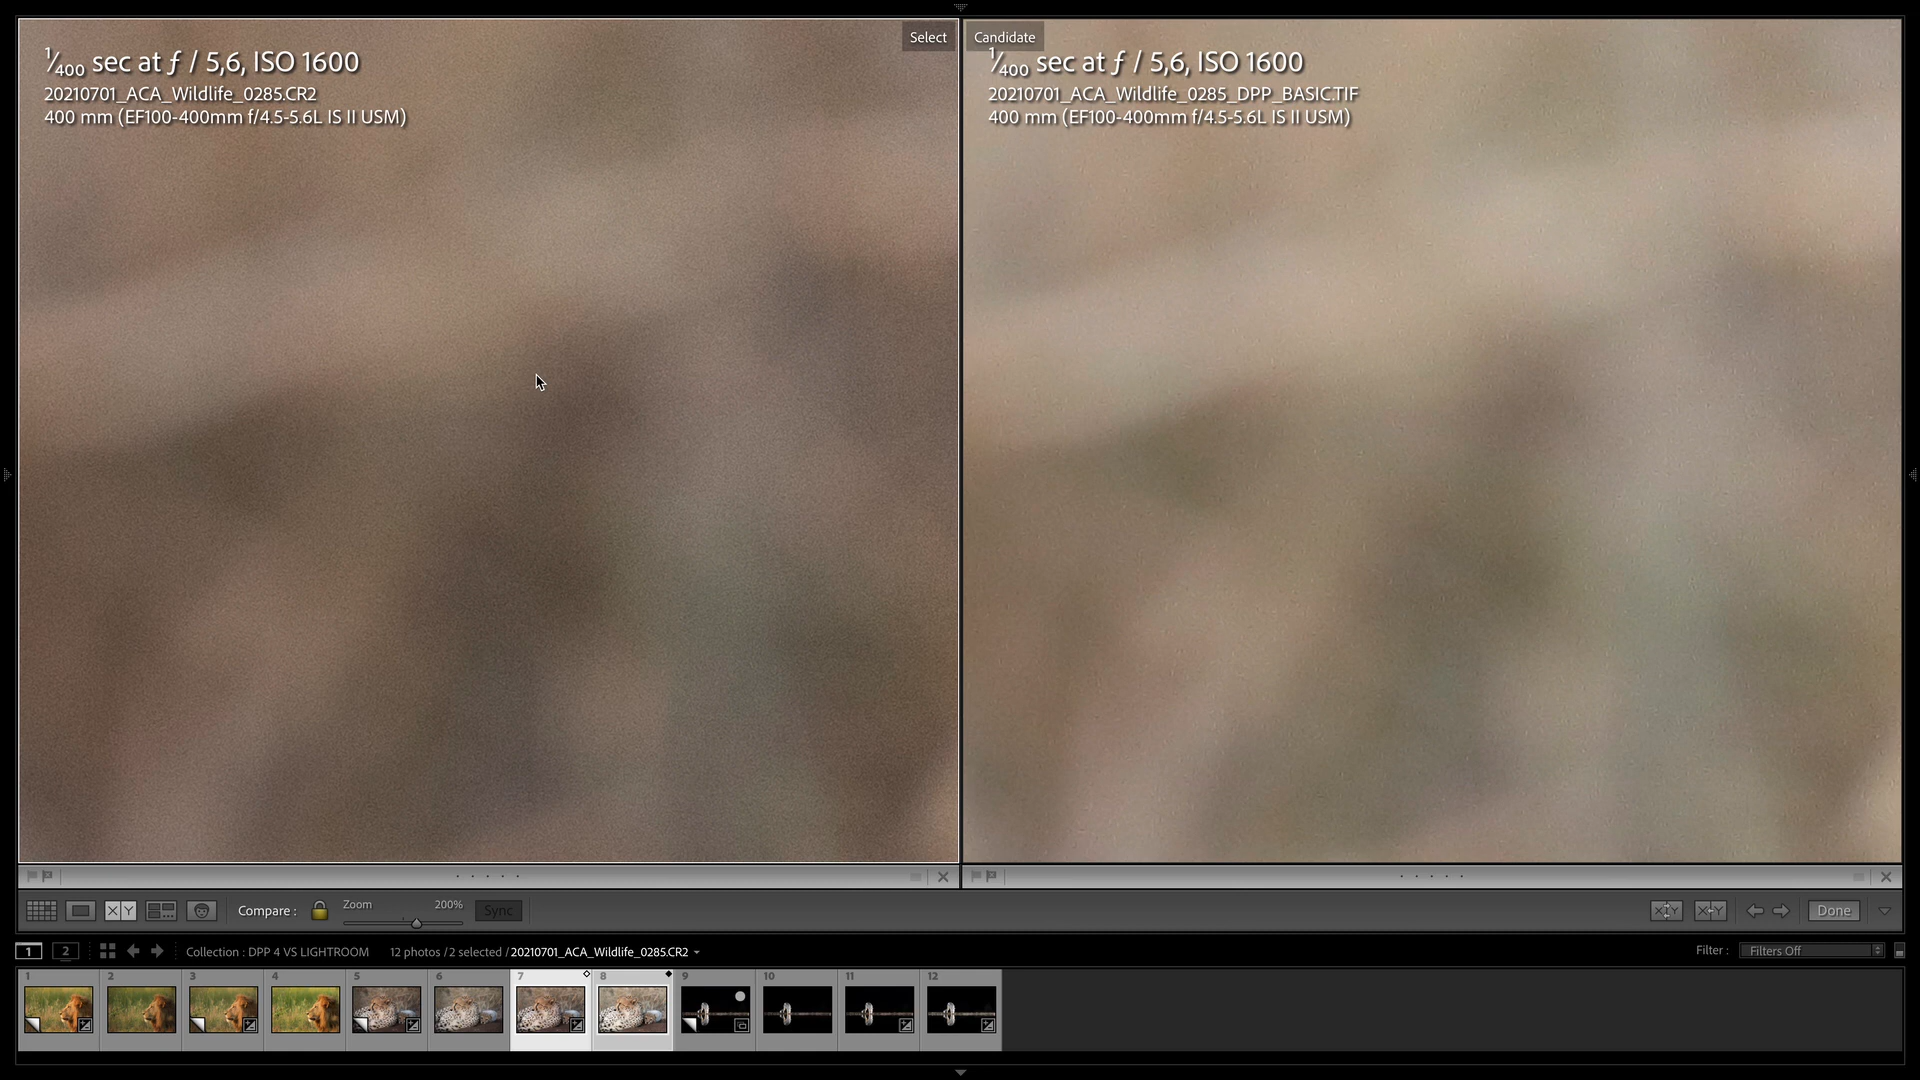 Select
1/400 sec at ƒ / 5,6, ISO 1600
20210701_ACA_Wildlife_0285.CR2
400 mm (EF100-400mm f/4.5-5.6L IS II USM)
Candidate
1/400 sec at ƒ / 5,6, ISO 1600
20210701_ACA_Wildlife_0285_DPP_BASIC.TIF
400 mm (EF100-400mm f/4.5-5.6L IS II USM)
X Y
Compare :
Zoom 200%
Sync
X Y
X Y
Done
1 2
Collection : DPP 4 VS LIGHTROOM
12 photos / 2 selected / 20210701_ACA_Wildlife_0285.CR2
Filter : Filters Off
1 2 3 4 5 6 7 8 9 10 11 12